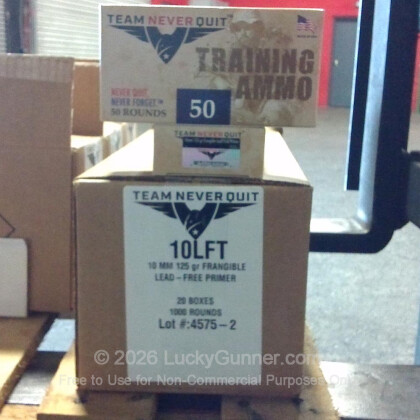 TEAM NEVER QUIT
TRAINING
AMMO
NEVER QUIT.
NEVER FORGET.™
50 ROUNDS
50
TEAM NEVER QUIT
TEAM NEVER QUIT
10LFT
10 MM 125 gr FRANGIBLE
LEAD-FREE PRIMER
20 BOXES
1000 ROUNDS
Lot #:4575-2
© 2026 LuckyGunner.com
Free to Use for Non-Commercial Purposes Only